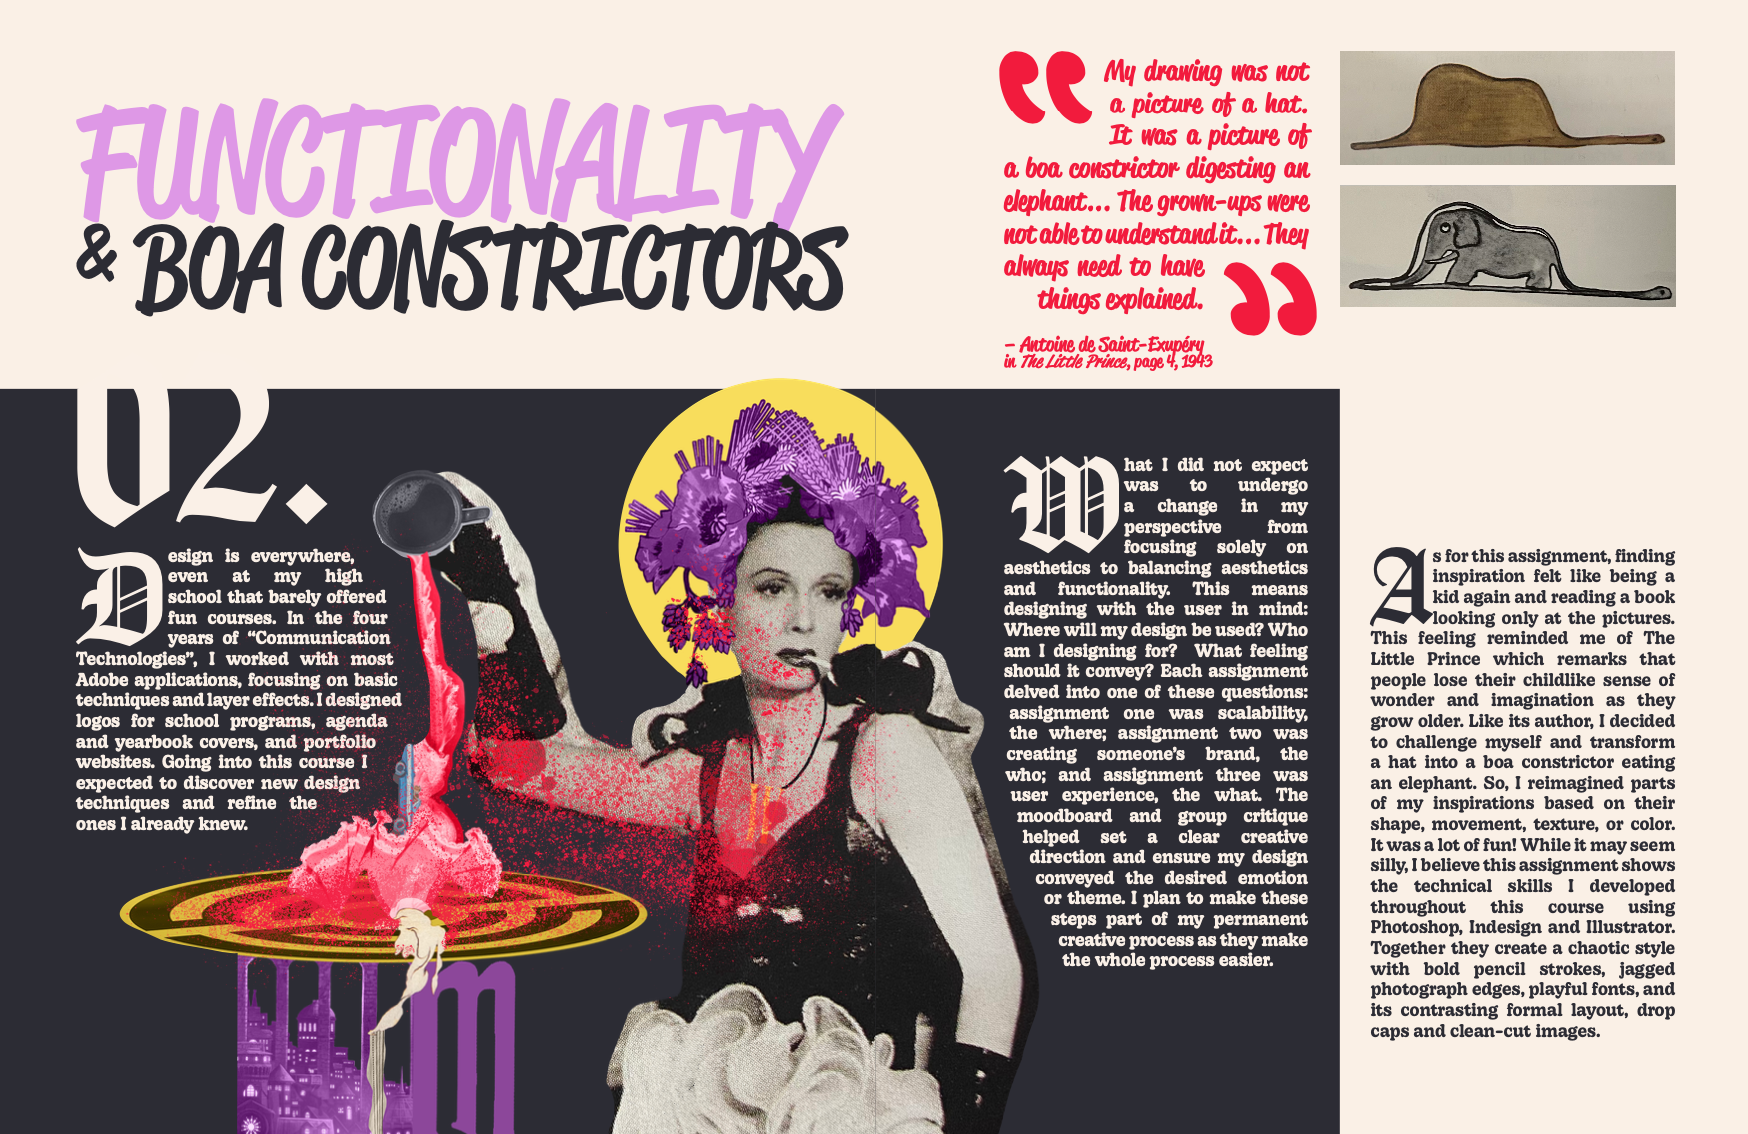 FUNCTIONALITY
& BOA CONSTRICTORS
“
My drawing was not
a picture of a hat.
It was a picture of
a boa constrictor digesting an
elephant... The grown-ups were
not able to understand it... They
always need to have
things explained.
”
– Antoine de Saint-Exupéry
in The Little Prince, page 4, 1943
02.
Design is everywhere,
even at my high
school that barely offered
fun courses. In the four
years of “Communication
Technologies”, I worked with most
Adobe applications, focusing on basic
techniques and layer effects. I designed
logos for school programs, agenda
and yearbook covers, and portfolio
websites. Going into this course I
expected to discover new design
techniques and refine the
ones I already knew.
What I did not expect
was to undergo
a change in my
perspective from
focusing solely on
aesthetics to balancing aesthetics
and functionality. This means
designing with the user in mind:
Where will my design be used? Who
am I designing for? What feeling
should it convey? Each assignment
delved into one of these questions:
assignment one was scalability,
the where; assignment two was
creating someone’s brand, the
who; and assignment three was
user experience, the what. The
moodboard and group critique
helped set a clear creative
direction and ensure my design
conveyed the desired emotion
or theme. I plan to make these
steps part of my permanent
creative process as they make
the whole process easier.
As for this assignment, finding
inspiration felt like being a
kid again and reading a book
looking only at the pictures.
This feeling reminded me of The
Little Prince which remarks that
people lose their childlike sense of
wonder and imagination as they
grow older. Like its author, I decided
to challenge myself and transform
a hat into a boa constrictor eating
an elephant. So, I reimagined parts
of my inspirations based on their
shape, movement, texture, or color.
It was a lot of fun! While it may seem
silly, I believe this assignment shows
the technical skills I developed
throughout this course using
Photoshop, Indesign and Illustrator.
Together they create a chaotic style
with bold pencil strokes, jagged
photograph edges, playful fonts, and
its contrasting formal layout, drop
caps and clean-cut images.
m